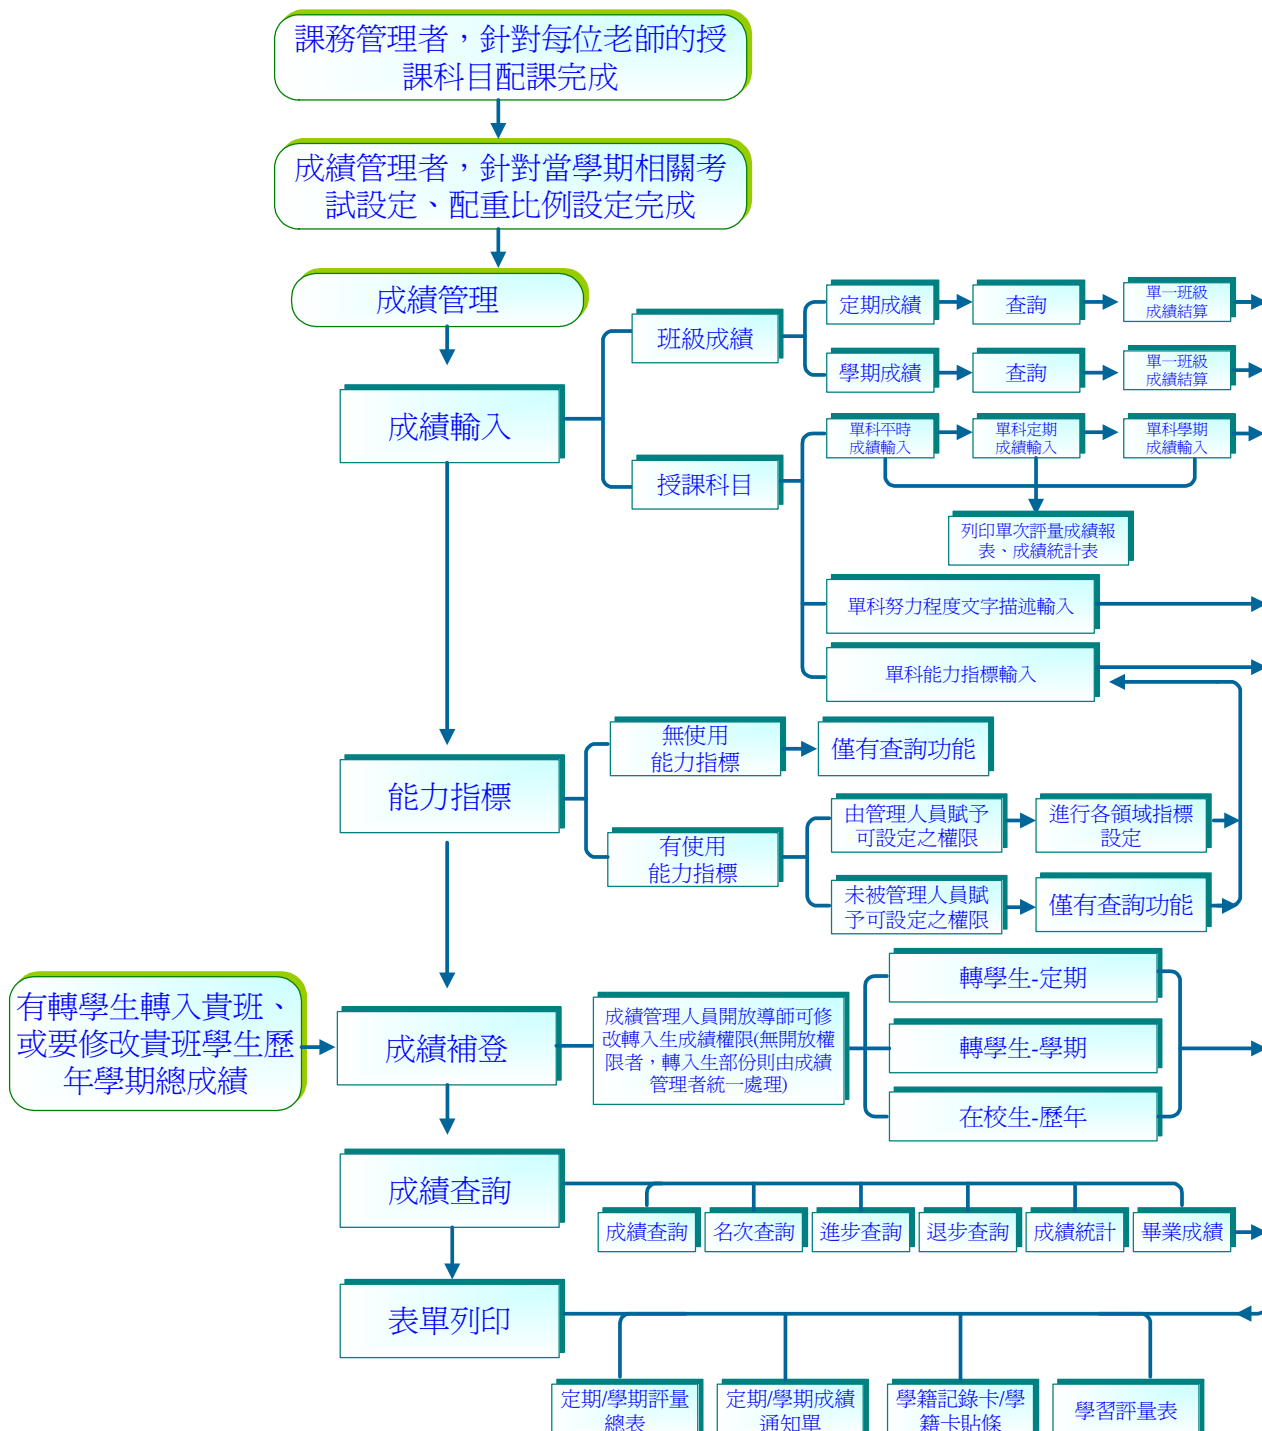 課務管理者，針對每位老師的授
課科目配課完成
成績管理者，針對當學期相關考
試設定、配重比例設定完成
成績管理
成績輸入
班級成績
定期成績
查詢
單一班級
成績結算
學期成績
查詢
單一班級
成績結算
授課科目
單科平時
成績輸入
單科定期
成績輸入
單科學期
成績輸入
列印單次評量成績報
表、成績統計表
單科努力程度文字描述輸入
單科能力指標輸入
能力指標
無使用
能力指標
僅有查詢功能
有使用
能力指標
由管理人員賦予
可設定之權限
進行各領域指標
設定
未被管理人員賦
予可設定之權限
僅有查詢功能
有轉學生轉入貴班、
或要修改貴班學生歷
年學期總成績
成績補登
成績管理人員開放導師可修
改轉入生成績權限(無開放權
限者，轉入生部份則由成績
管理者統一處理)
轉學生-定期
轉學生-學期
在校生-歷年
成績查詢
成績查詢
名次查詢
進步查詢
退步查詢
成績統計
畢業成績
表單列印
定期/學期評量
總表
定期/學期成績
通知單
學籍記錄卡/學
籍卡貼條
學習評量表